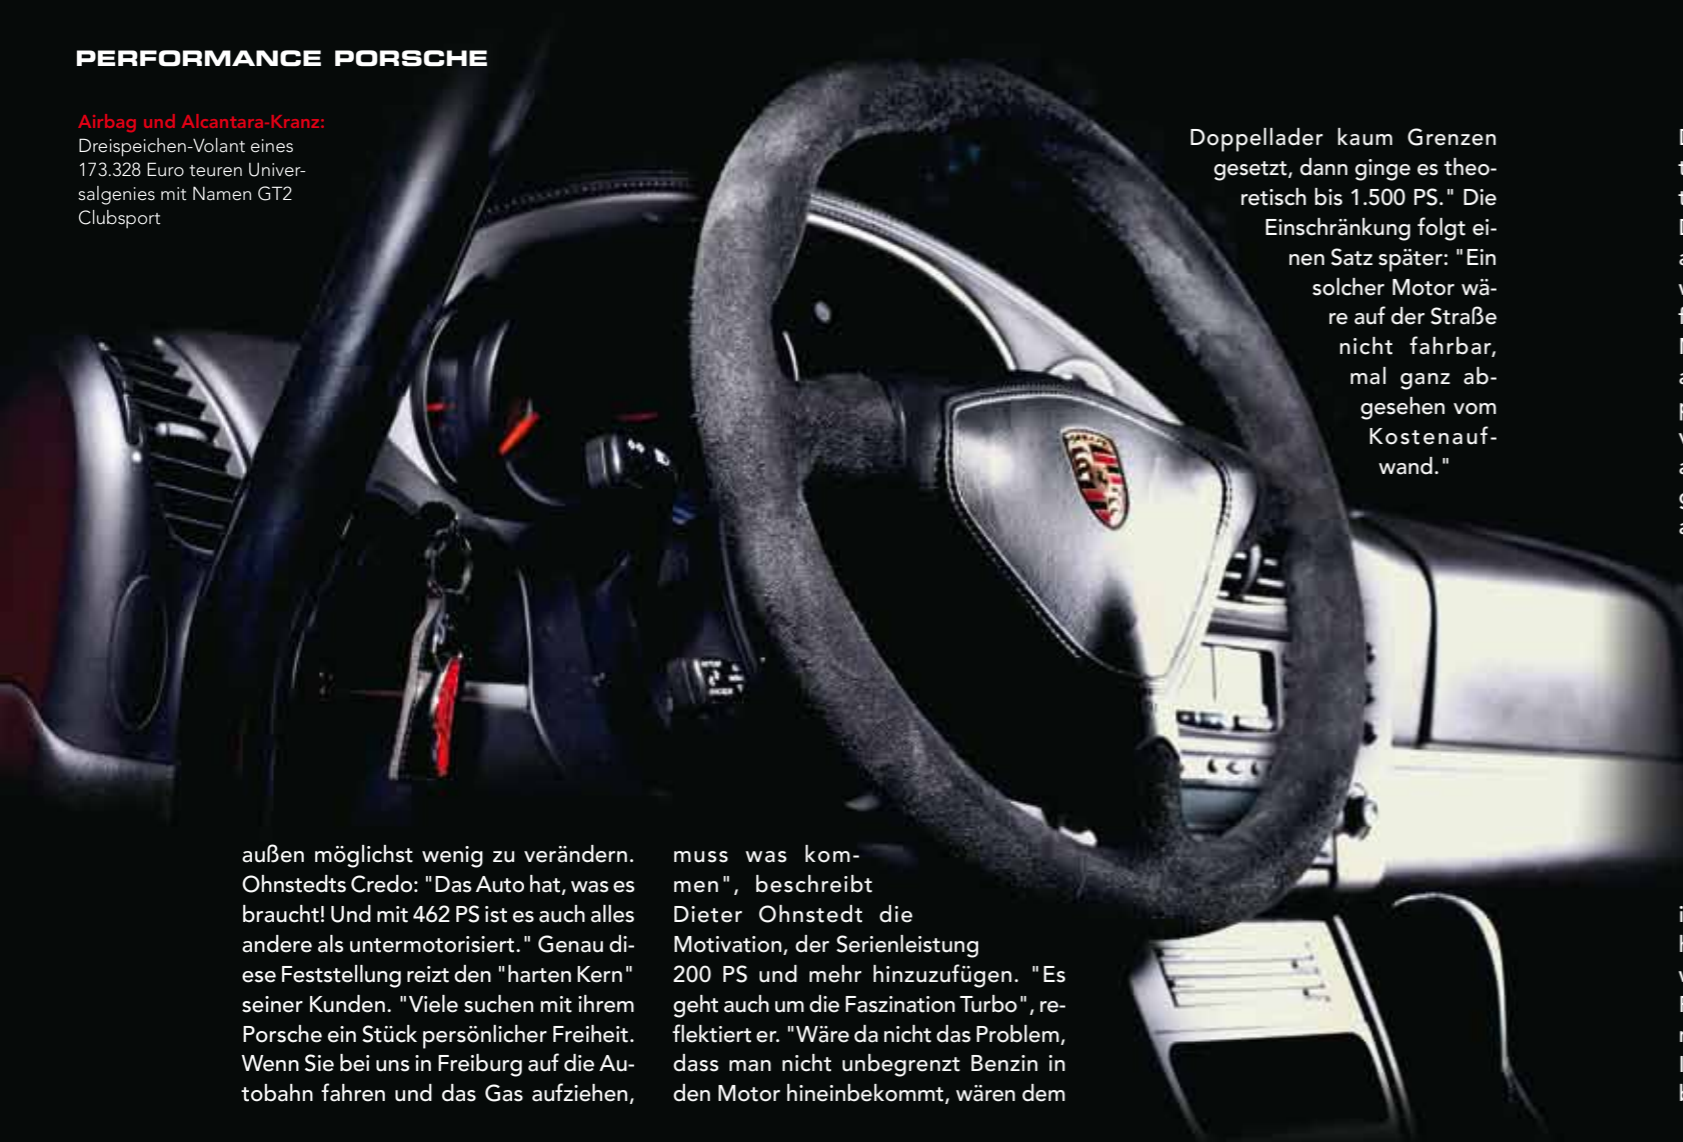 PERFORMANCE PORSCHE
Airbag und Alcantara-Kranz:
Dreispeichen-Volant eines
173.328 Euro teuren Univer-
salgenies mit Namen GT2
Clubsport
außen möglichst wenig zu verändern.
Ohnstedts Credo: "Das Auto hat, was es
braucht! Und mit 462 PS ist es auch alles
andere als untermotorisiert." Genau di-
ese Feststellung reizt den "harten Kern"
seiner Kunden. "Viele suchen mit ihrem
Porsche ein Stück persönlicher Freiheit.
Wenn Sie bei uns in Freiburg auf die Au-
tobahn fahren und das Gas aufziehen,
muss was kom-
men", beschreibt
Dieter Ohnstedt die
Motivation, der Serienleistung
200 PS und mehr hinzuzufügen. "Es
geht auch um die Faszination Turbo", re-
flektiert er. "Wäre da nicht das Problem,
dass man nicht unbegrenzt Benzin in
den Motor hineinbekommt, wären dem
Doppellader kaum Grenzen
gesetzt, dann ginge es theo-
retisch bis 1.500 PS." Die
Einschränkung folgt ei-
nen Satz später: "Ein
solcher Motor wä-
re auf der Straße
nicht fahrbar,
mal ganz ab-
gesehen vom
Kostenauf-
wand."